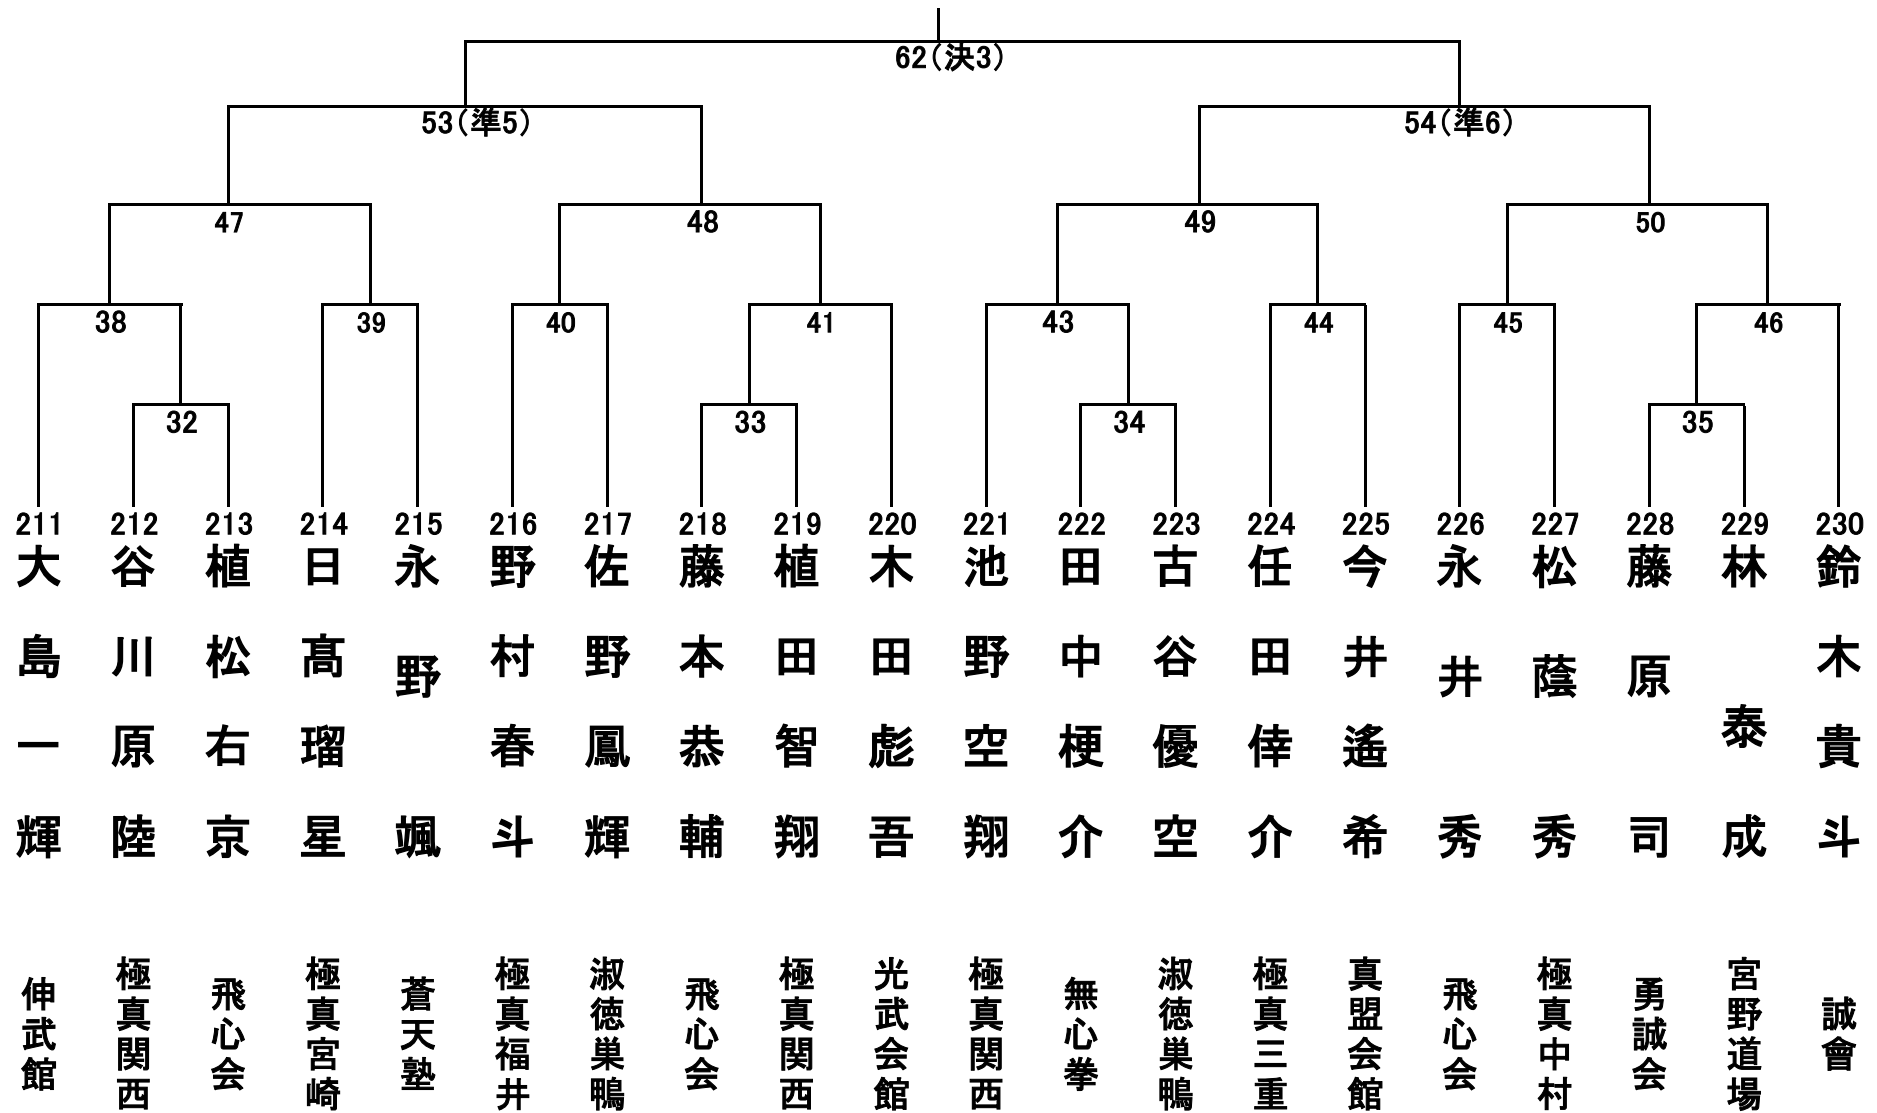 62（決3）
53（準5）
54（準6）
47
48
49
50
38
39
40
41
43
44
45
46
32
33
34
35
211
大島一輝
伸武館
212
谷川原陸
極真関西
213
植松右京
飛心会
214
日髙瑠星
極真宮崎
215
永野颯
蒼天塾
216
野村春斗
極真福井
217
佐野鳳輝
淑徳巣鴨
218
藤本恭輔
飛心会
219
植田智翔
極真関西
220
木田彪吾
光武会館
221
池野空翔
極真関西
222
田中梗介
無心拳
223
古谷優空
淑徳巣鴨
224
任田倖介
極真三重
225
今井遙希
真盟会館
226
永井秀
飛心会
227
松蔭秀
極真中村
228
藤原司
勇誠会
229
林泰成
宮野道場
230
鈴木貴斗
誠會